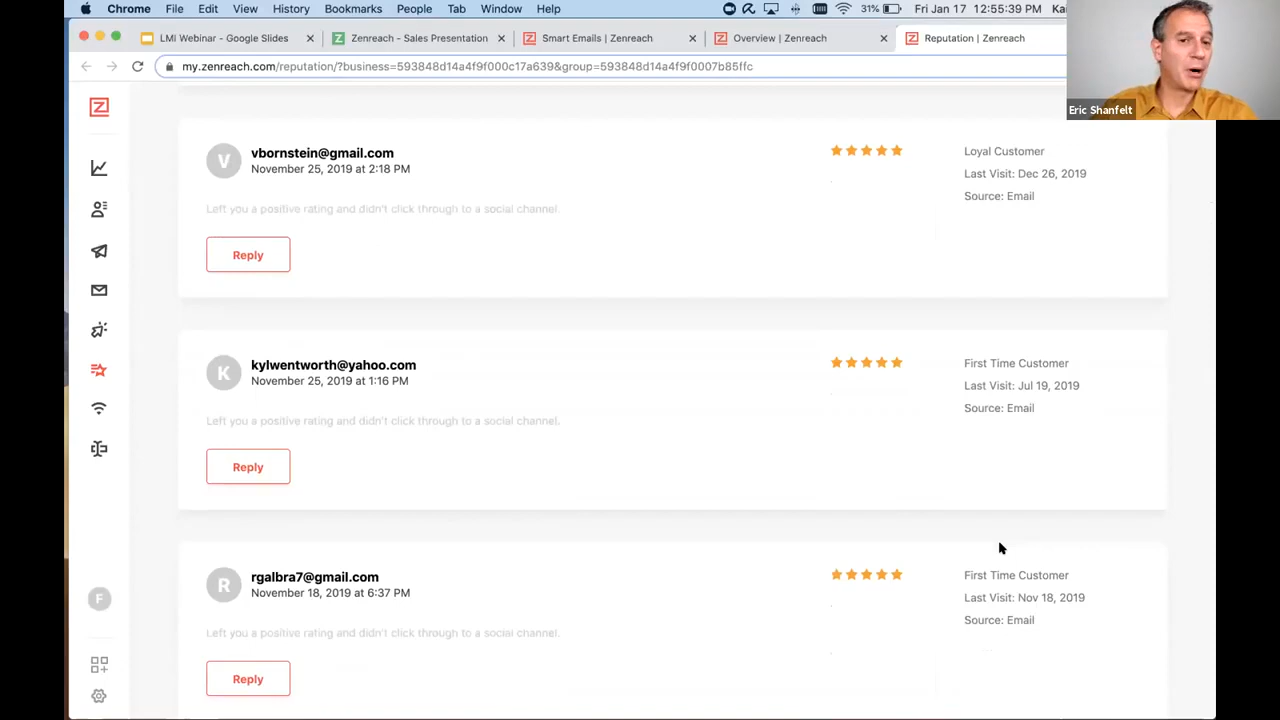 Chrome File Edit View History Bookmarks People Tab Window Help 31% Fri Jan 17 12:55:39 PM
LMI Webinar - Google Slides Zenreach - Sales Presentation Smart Emails | Zenreach Overview | Zenreach Reputation | Zenreach
my.zenreach.com/reputation/?business=593848d14a4f9f000c17a639&group=593848d14a4f9f0007b85ffc
Eric Shanfelt
Z
V vbornstein@gmail.com Loyal Customer
November 25, 2019 at 2:18 PM Last Visit: Dec 26, 2019
Source: Email
Left you a positive rating and didn't click through to a social channel.
Reply
K kylwentworth@yahoo.com First Time Customer
November 25, 2019 at 1:16 PM Last Visit: Jul 19, 2019
Source: Email
Left you a positive rating and didn't click through to a social channel.
Reply
R rgalbra7@gmail.com First Time Customer
November 18, 2019 at 6:37 PM Last Visit: Nov 18, 2019
F
Source: Email
Left you a positive rating and didn't click through to a social channel.
Reply